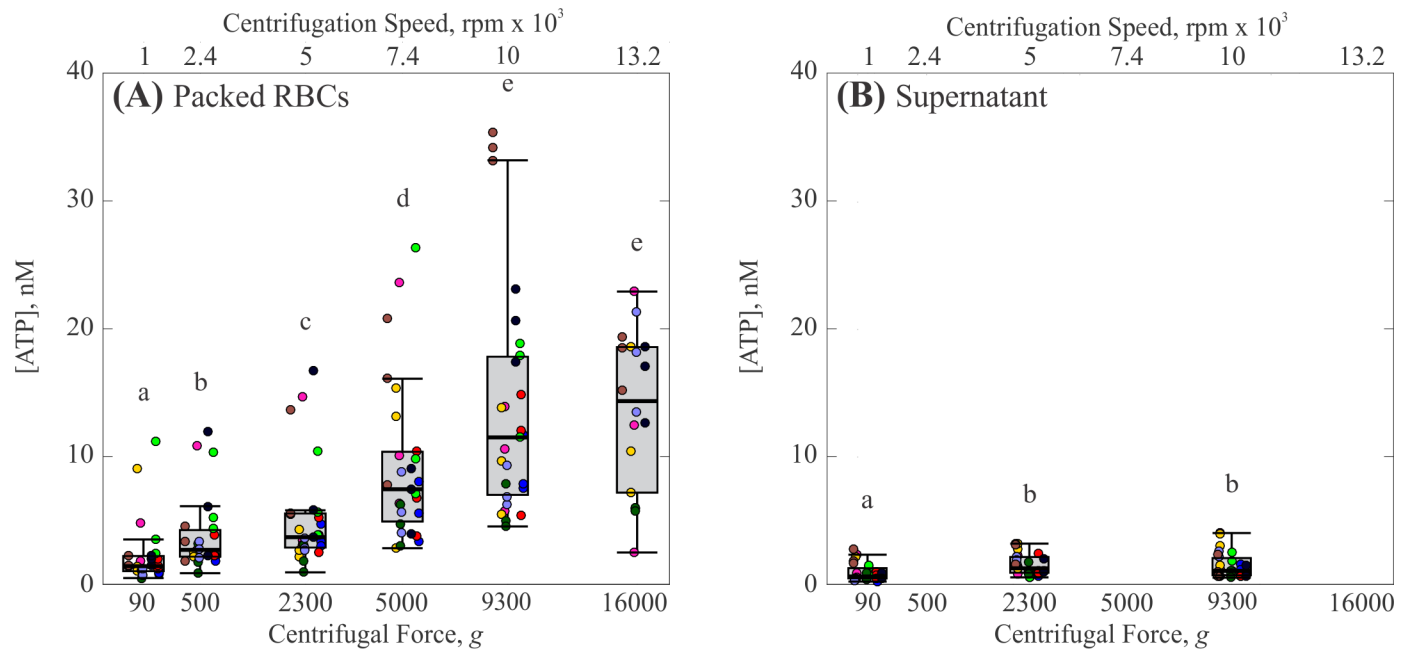 Centrifugation Speed, rpm x 10³
1 2.4 5 7.4 10 13.2
(A) Packed RBCs
[ATP], nM
40
30
20
10
0
a b c d e e
90 500 2300 5000 9300 16000
Centrifugal Force, g
Centrifugation Speed, rpm x 10³
1 2.4 5 7.4 10 13.2
(B) Supernatant
[ATP], nM
40
30
20
10
0
a b b
90 500 2300 5000 9300 16000
Centrifugal Force, g